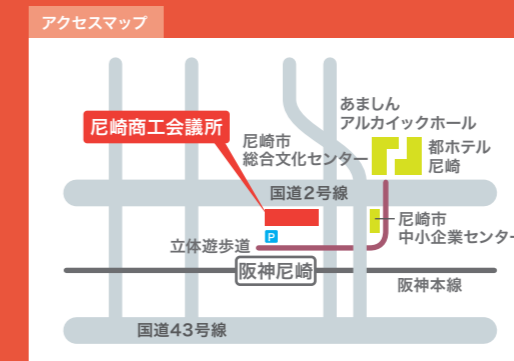 アクセスマップ
あましん
アルカイックホール
尼崎商工会議所
尼崎市
総合文化センター
都ホテル
尼崎
国道2号線
P
尼崎市
中小企業センター
立体遊歩道
阪神尼崎
阪神本線
国道43号線